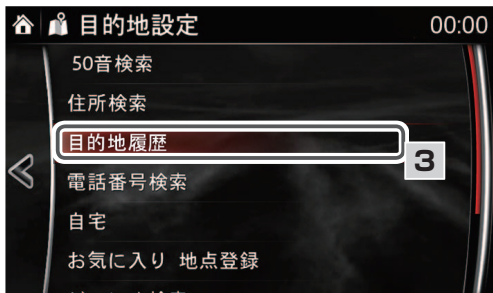 目的地設定 00:00
50音検索
住所検索
目的地履歴
3
電話番号検索
自宅
お気に入り 地点登録